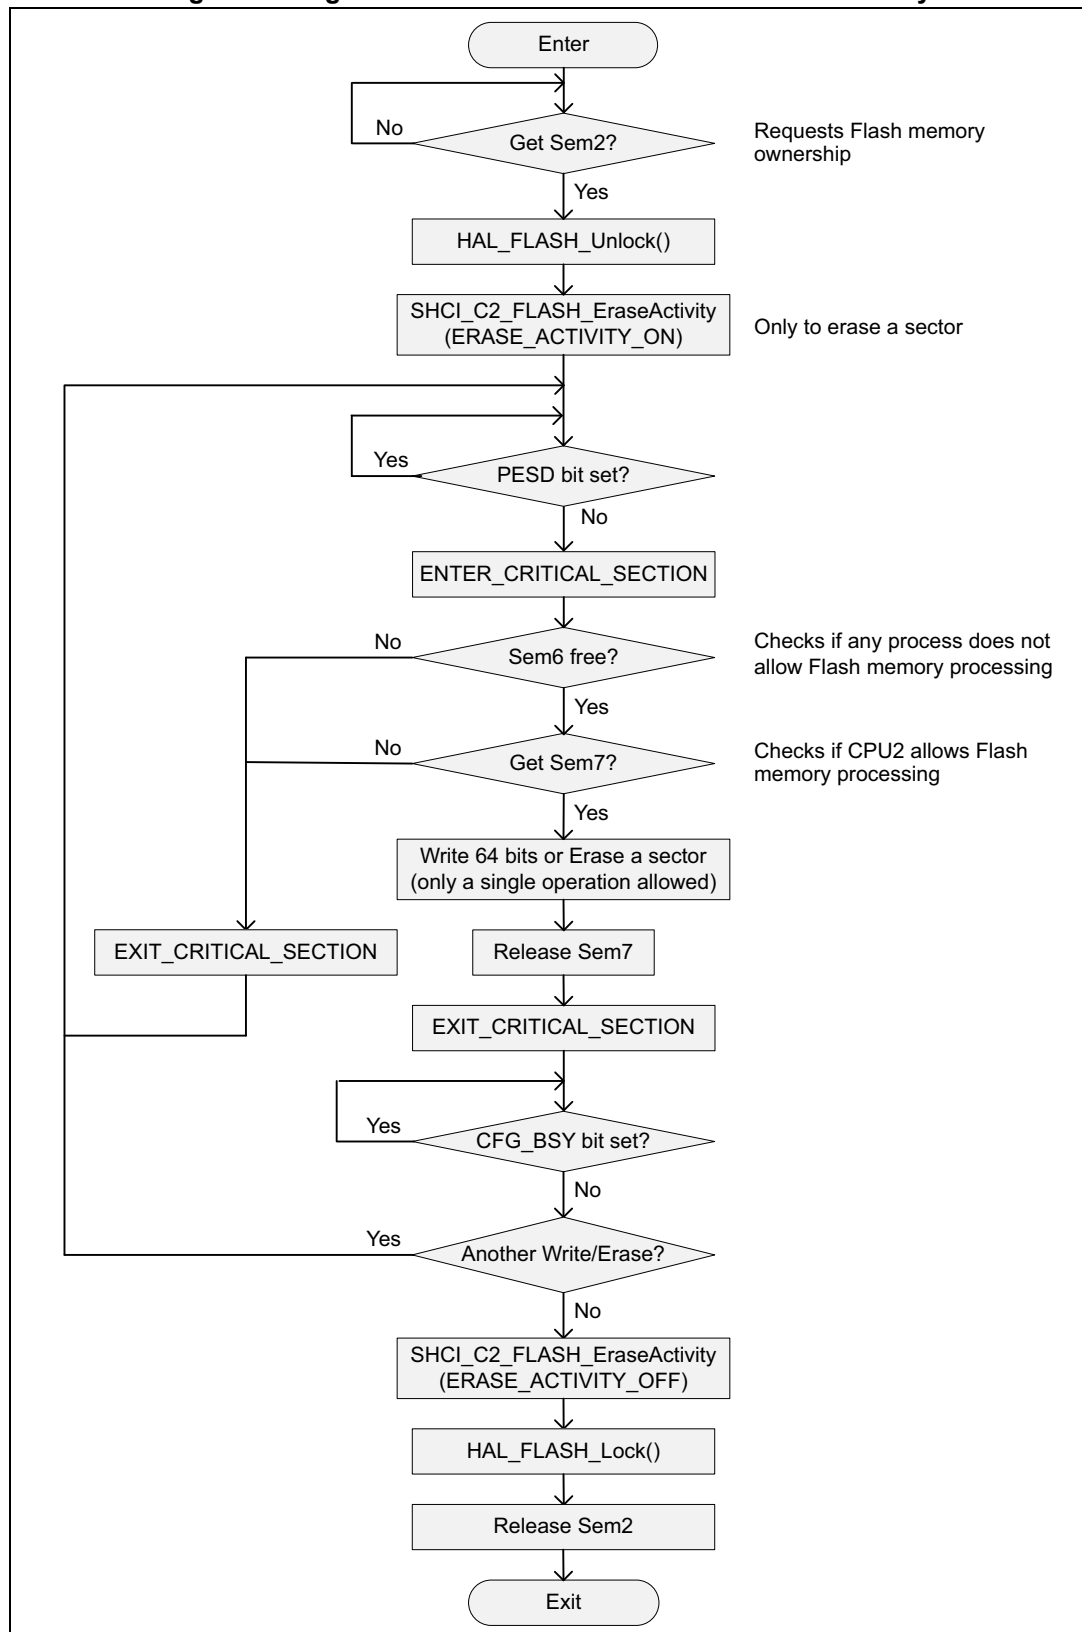 Enter
No
Get Sem2?
Requests Flash memory
ownership
Yes
HAL_FLASH_Unlock()
SHCI_C2_FLASH_EraseActivity
(ERASE_ACTIVITY_ON)
Only to erase a sector
Yes
PESD bit set?
No
ENTER_CRITICAL_SECTION
No
Sem6 free?
Checks if any process does not
allow Flash memory processing
Yes
No
Get Sem7?
Checks if CPU2 allows Flash
memory processing
Yes
Write 64 bits or Erase a sector
(only a single operation allowed)
EXIT_CRITICAL_SECTION
Release Sem7
EXIT_CRITICAL_SECTION
Yes
CFG_BSY bit set?
No
Yes
Another Write/Erase?
No
SHCI_C2_FLASH_EraseActivity
(ERASE_ACTIVITY_OFF)
HAL_FLASH_Lock()
Release Sem2
Exit